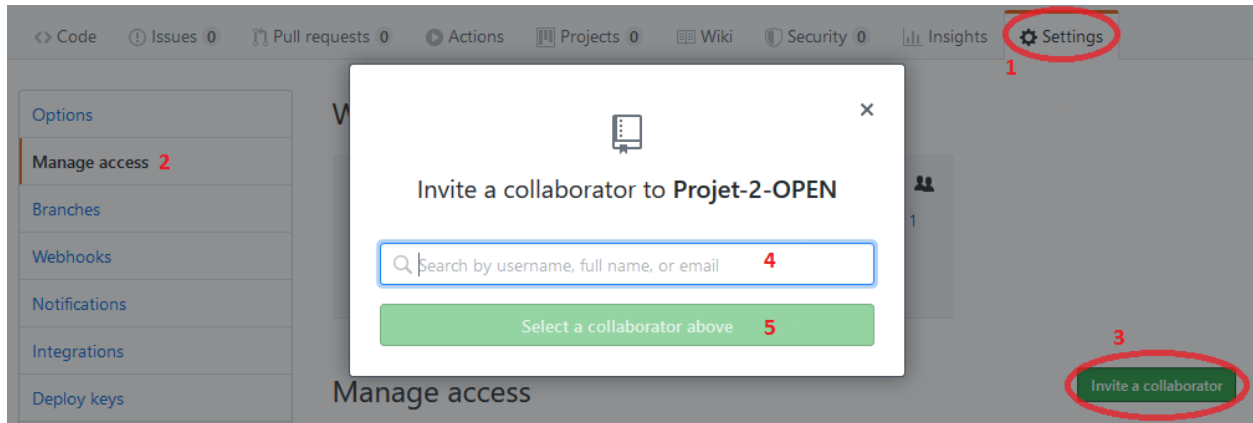 Code Issues 0 Pull requests 0 Actions Projects 0 Wiki Security 0 Insights Settings
1
Options
Manage access 2
Branches
Webhooks
Notifications
Integrations
Deploy keys
W
Invite a collaborator to Projet-2-OPEN
Search by username, full name, or email 4
Select a collaborator above 5
1
Manage access
3
Invite a collaborator